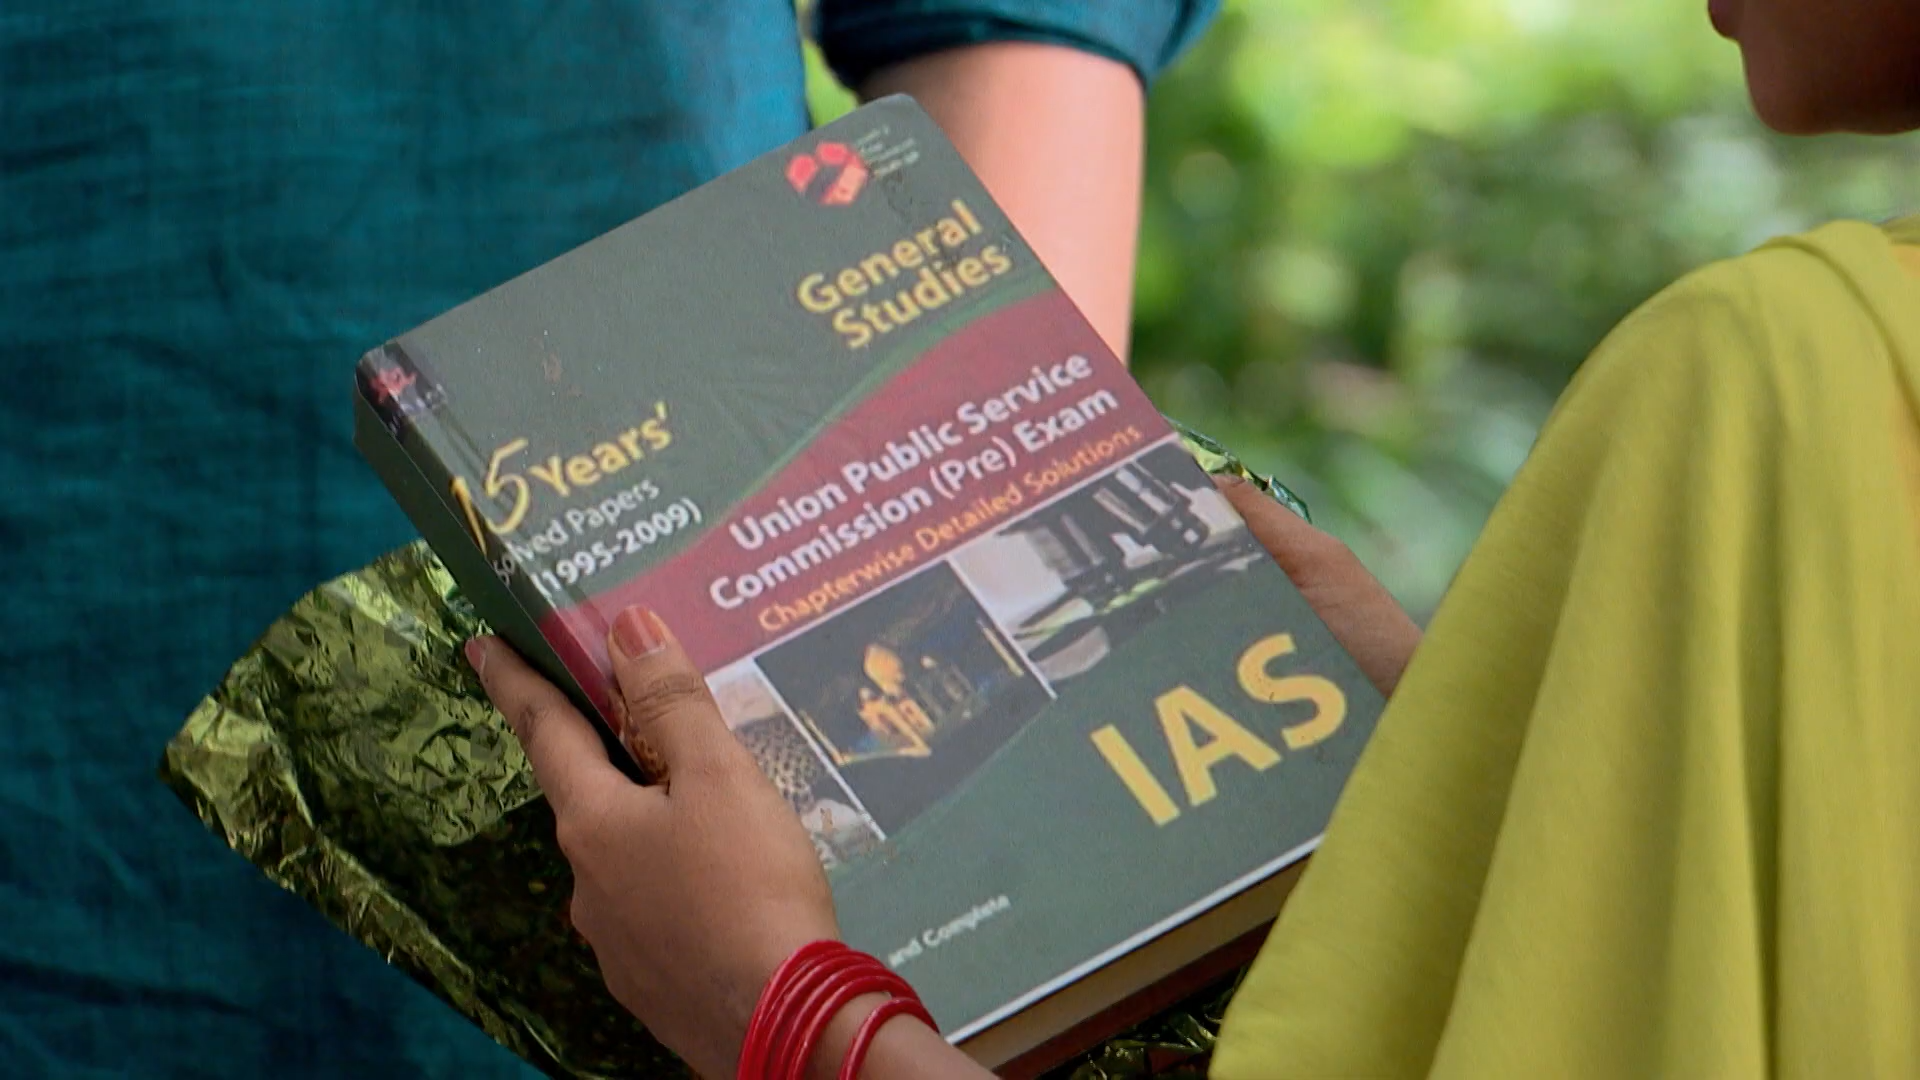 General
Studies
15 Years'
Solved Papers
(1995-2009)
Union Public Service
Commission (Pre) Exam
Chapterwise Detailed Solutions
IAS
and Complete